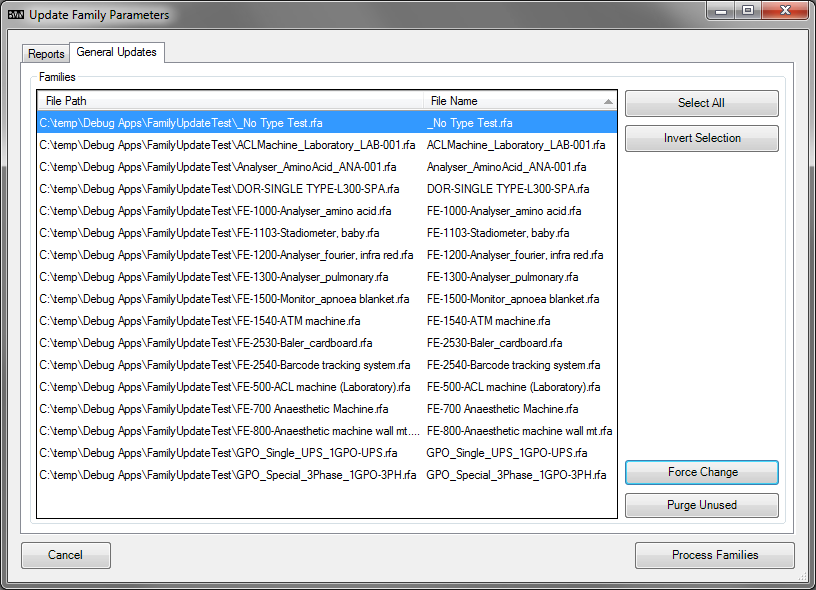 Update Family Parameters
Reports
General Updates
Families
File Path File Name
C:\temp\Debug Apps\FamilyUpdateTest\_No Type Test.rfa _No Type Test.rfa
C:\temp\Debug Apps\FamilyUpdateTest\ACLMachine_Laboratory_LAB-001.rfa ACLMachine_Laboratory_LAB-001.rfa
C:\temp\Debug Apps\FamilyUpdateTest\Analyser_AminoAcid_ANA-001.rfa Analyser_AminoAcid_ANA-001.rfa
C:\temp\Debug Apps\FamilyUpdateTest\DOR-SINGLE TYPE-L300-SPA.rfa DOR-SINGLE TYPE-L300-SPA.rfa
C:\temp\Debug Apps\FamilyUpdateTest\FE-1000-Analyser_amino acid.rfa FE-1000-Analyser_amino acid.rfa
C:\temp\Debug Apps\FamilyUpdateTest\FE-1103-Stadiometer, baby.rfa FE-1103-Stadiometer, baby.rfa
C:\temp\Debug Apps\FamilyUpdateTest\FE-1200-Analyser_fourier, infra red.rfa FE-1200-Analyser_fourier, infra red.rfa
C:\temp\Debug Apps\FamilyUpdateTest\FE-1300-Analyser_pulmonary.rfa FE-1300-Analyser_pulmonary.rfa
C:\temp\Debug Apps\FamilyUpdateTest\FE-1500-Monitor_apnoea blanket.rfa FE-1500-Monitor_apnoea blanket.rfa
C:\temp\Debug Apps\FamilyUpdateTest\FE-1540-ATM machine.rfa FE-1540-ATM machine.rfa
C:\temp\Debug Apps\FamilyUpdateTest\FE-2530-Baler_cardboard.rfa FE-2530-Baler_cardboard.rfa
C:\temp\Debug Apps\FamilyUpdateTest\FE-2540-Barcode tracking system.rfa FE-2540-Barcode tracking system.rfa
C:\temp\Debug Apps\FamilyUpdateTest\FE-500-ACL machine (Laboratory).rfa FE-500-ACL machine (Laboratory).rfa
C:\temp\Debug Apps\FamilyUpdateTest\FE-700 Anaesthetic Machine.rfa FE-700 Anaesthetic Machine.rfa
C:\temp\Debug Apps\FamilyUpdateTest\FE-800-Anaesthetic machine wall mt.... FE-800-Anaesthetic machine wall mt.rfa
C:\temp\Debug Apps\FamilyUpdateTest\GPO_Single_UPS_1GPO-UPS.rfa GPO_Single_UPS_1GPO-UPS.rfa
C:\temp\Debug Apps\FamilyUpdateTest\GPO_Special_3Phase_1GPO-3PH.rfa GPO_Special_3Phase_1GPO-3PH.rfa
Select All
Invert Selection
Force Change
Purge Unused
Cancel
Process Families